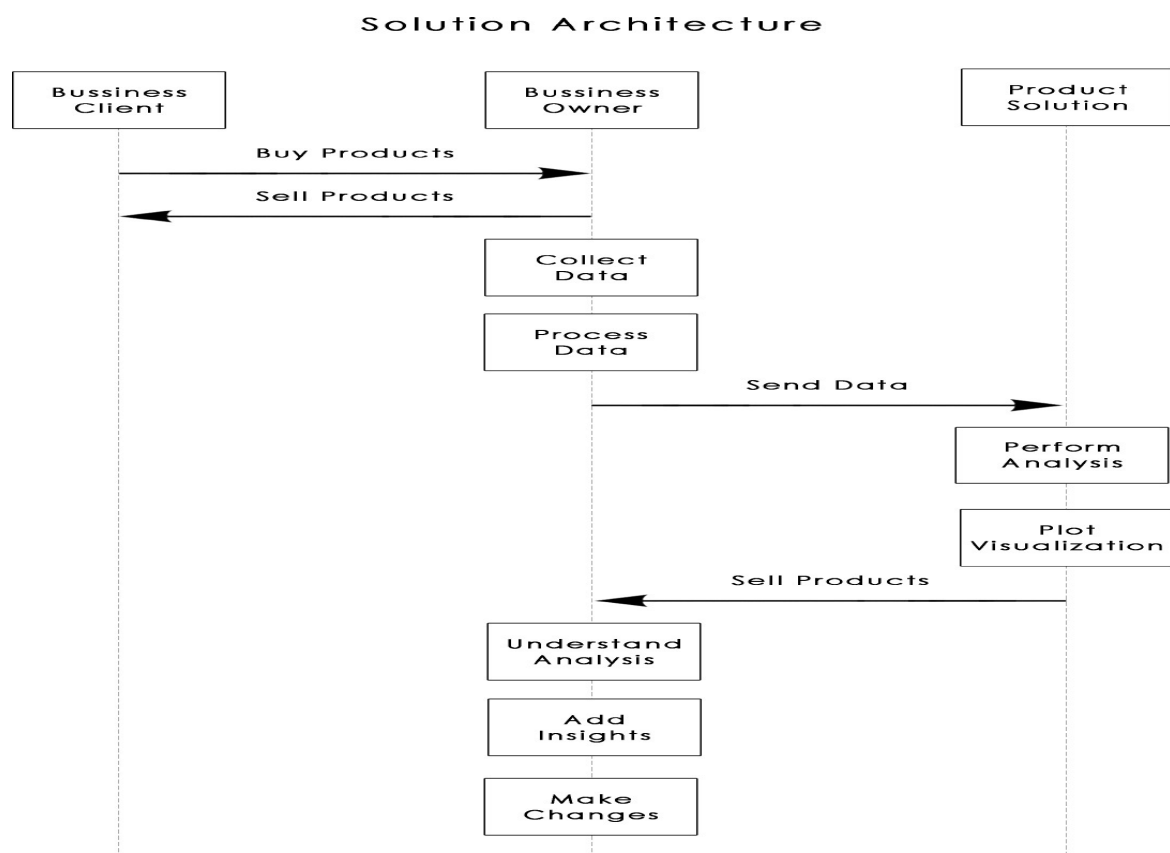 Solution Architecture
Bussiness
Client
Bussiness
Owner
Product
Solution
Buy Products
Sell Products
Collect
Data
Process
Data
Send Data
Perform
Analysis
Plot
Visualization
Sell Products
Understand
Analysis
Add
Insights
Make
Changes